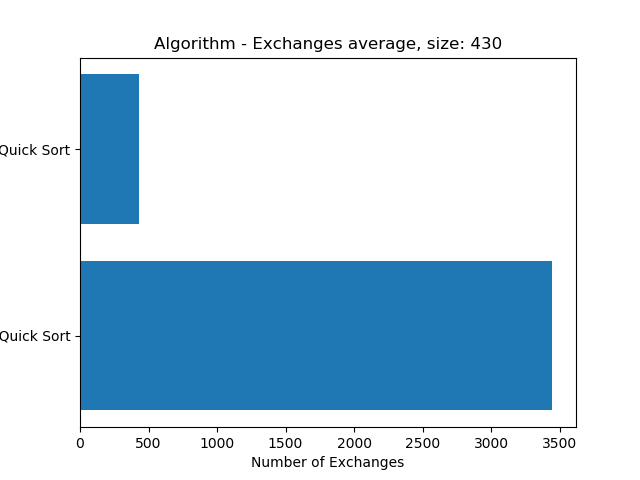 Algorithm - Exchanges average, size: 430
Quick Sort
Quick Sort
0 500 1000 1500 2000 2500 3000 3500
Number of Exchanges